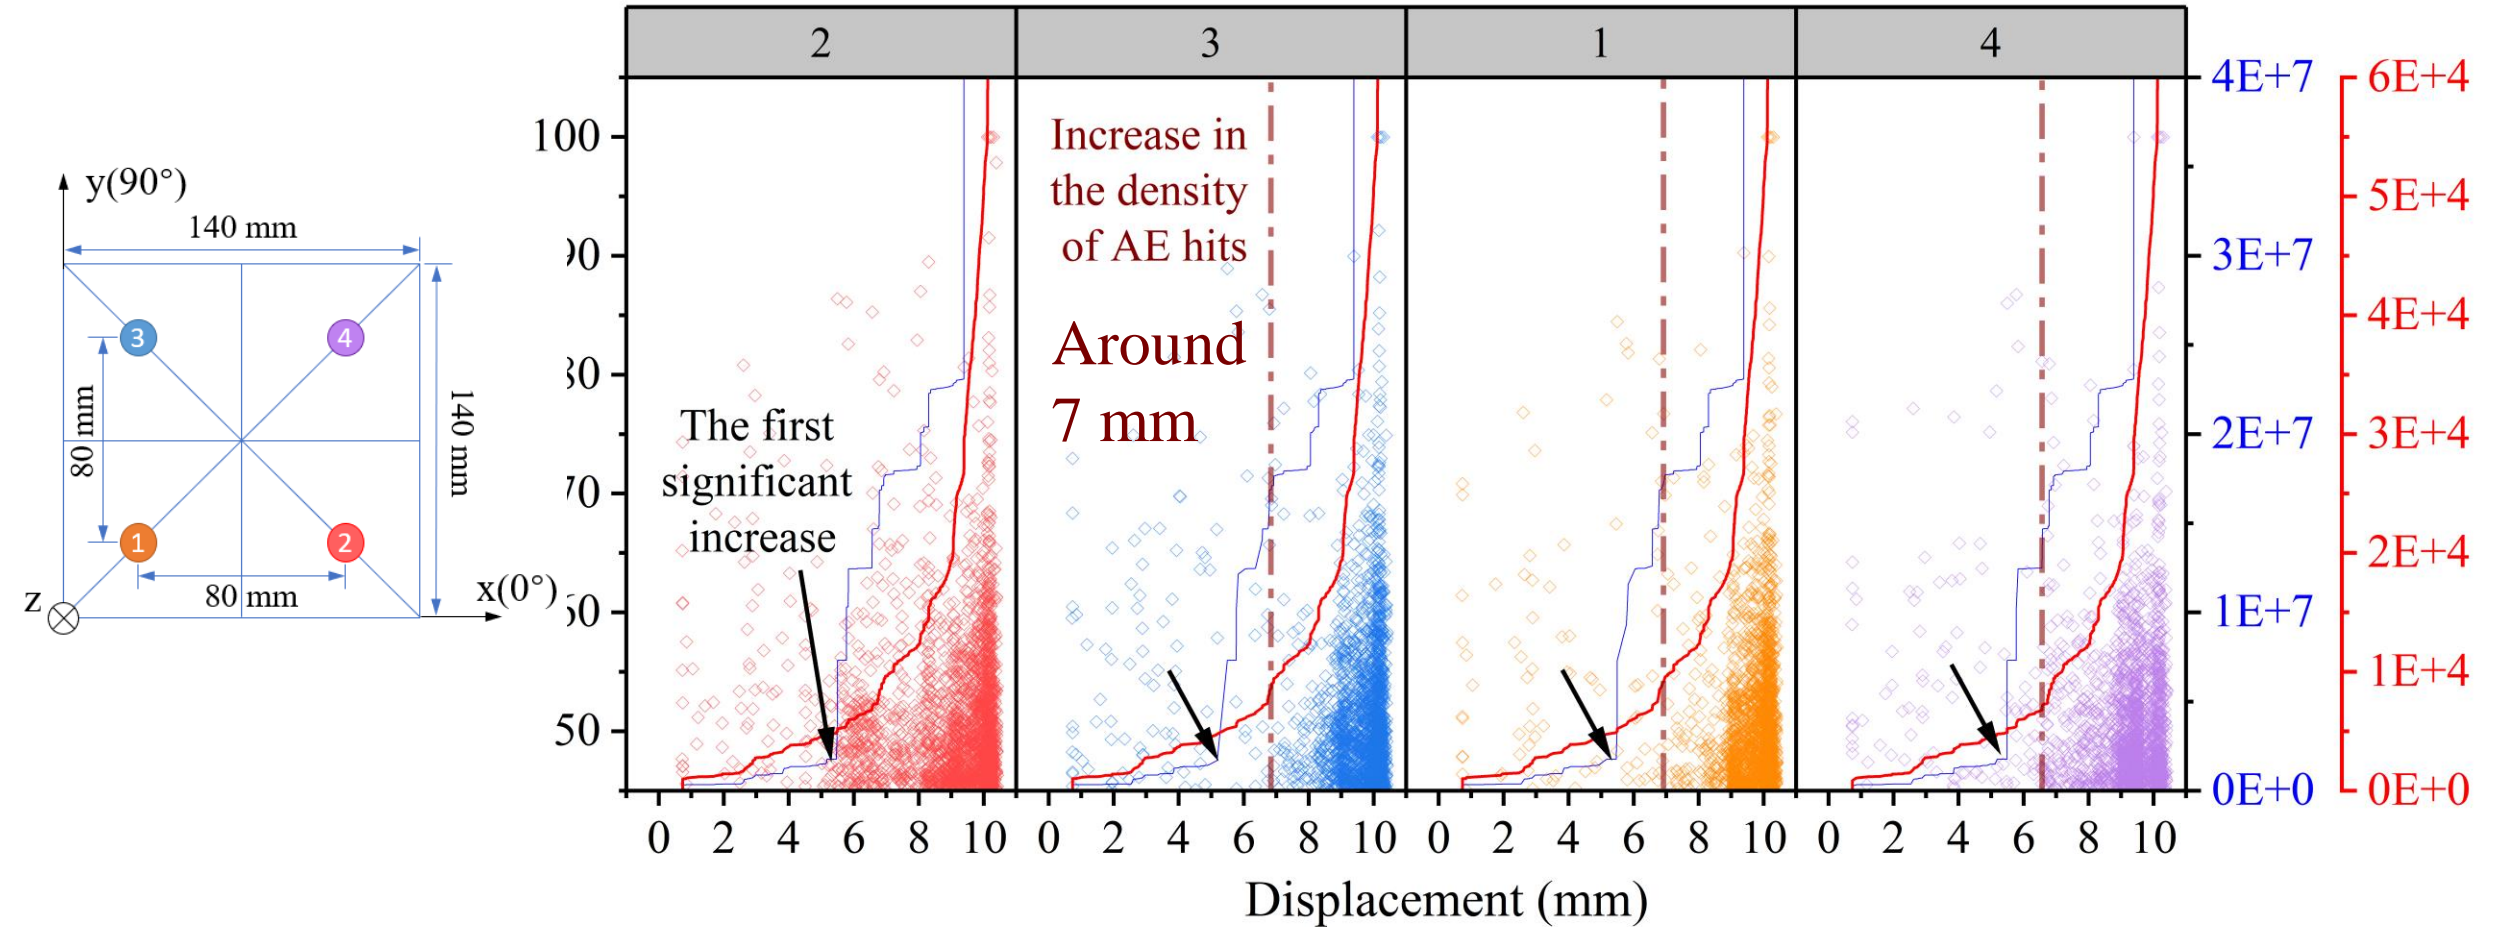 y(90°)
140 mm
3
4
80 mm
140 mm
1
2
80 mm
x(0°)
z
2
3
1
4
100
90
80
70
60
50
The first
significant
increase
Increase in
the density
of AE hits
Around
7 mm
4E+7
3E+7
2E+7
1E+7
0E+0
6E+4
5E+4
4E+4
3E+4
2E+4
1E+4
0E+0
0 2 4 6 8 10 0 2 4 6 8 10 0 2 4 6 8 10 0 2 4 6 8 10
Displacement (mm)